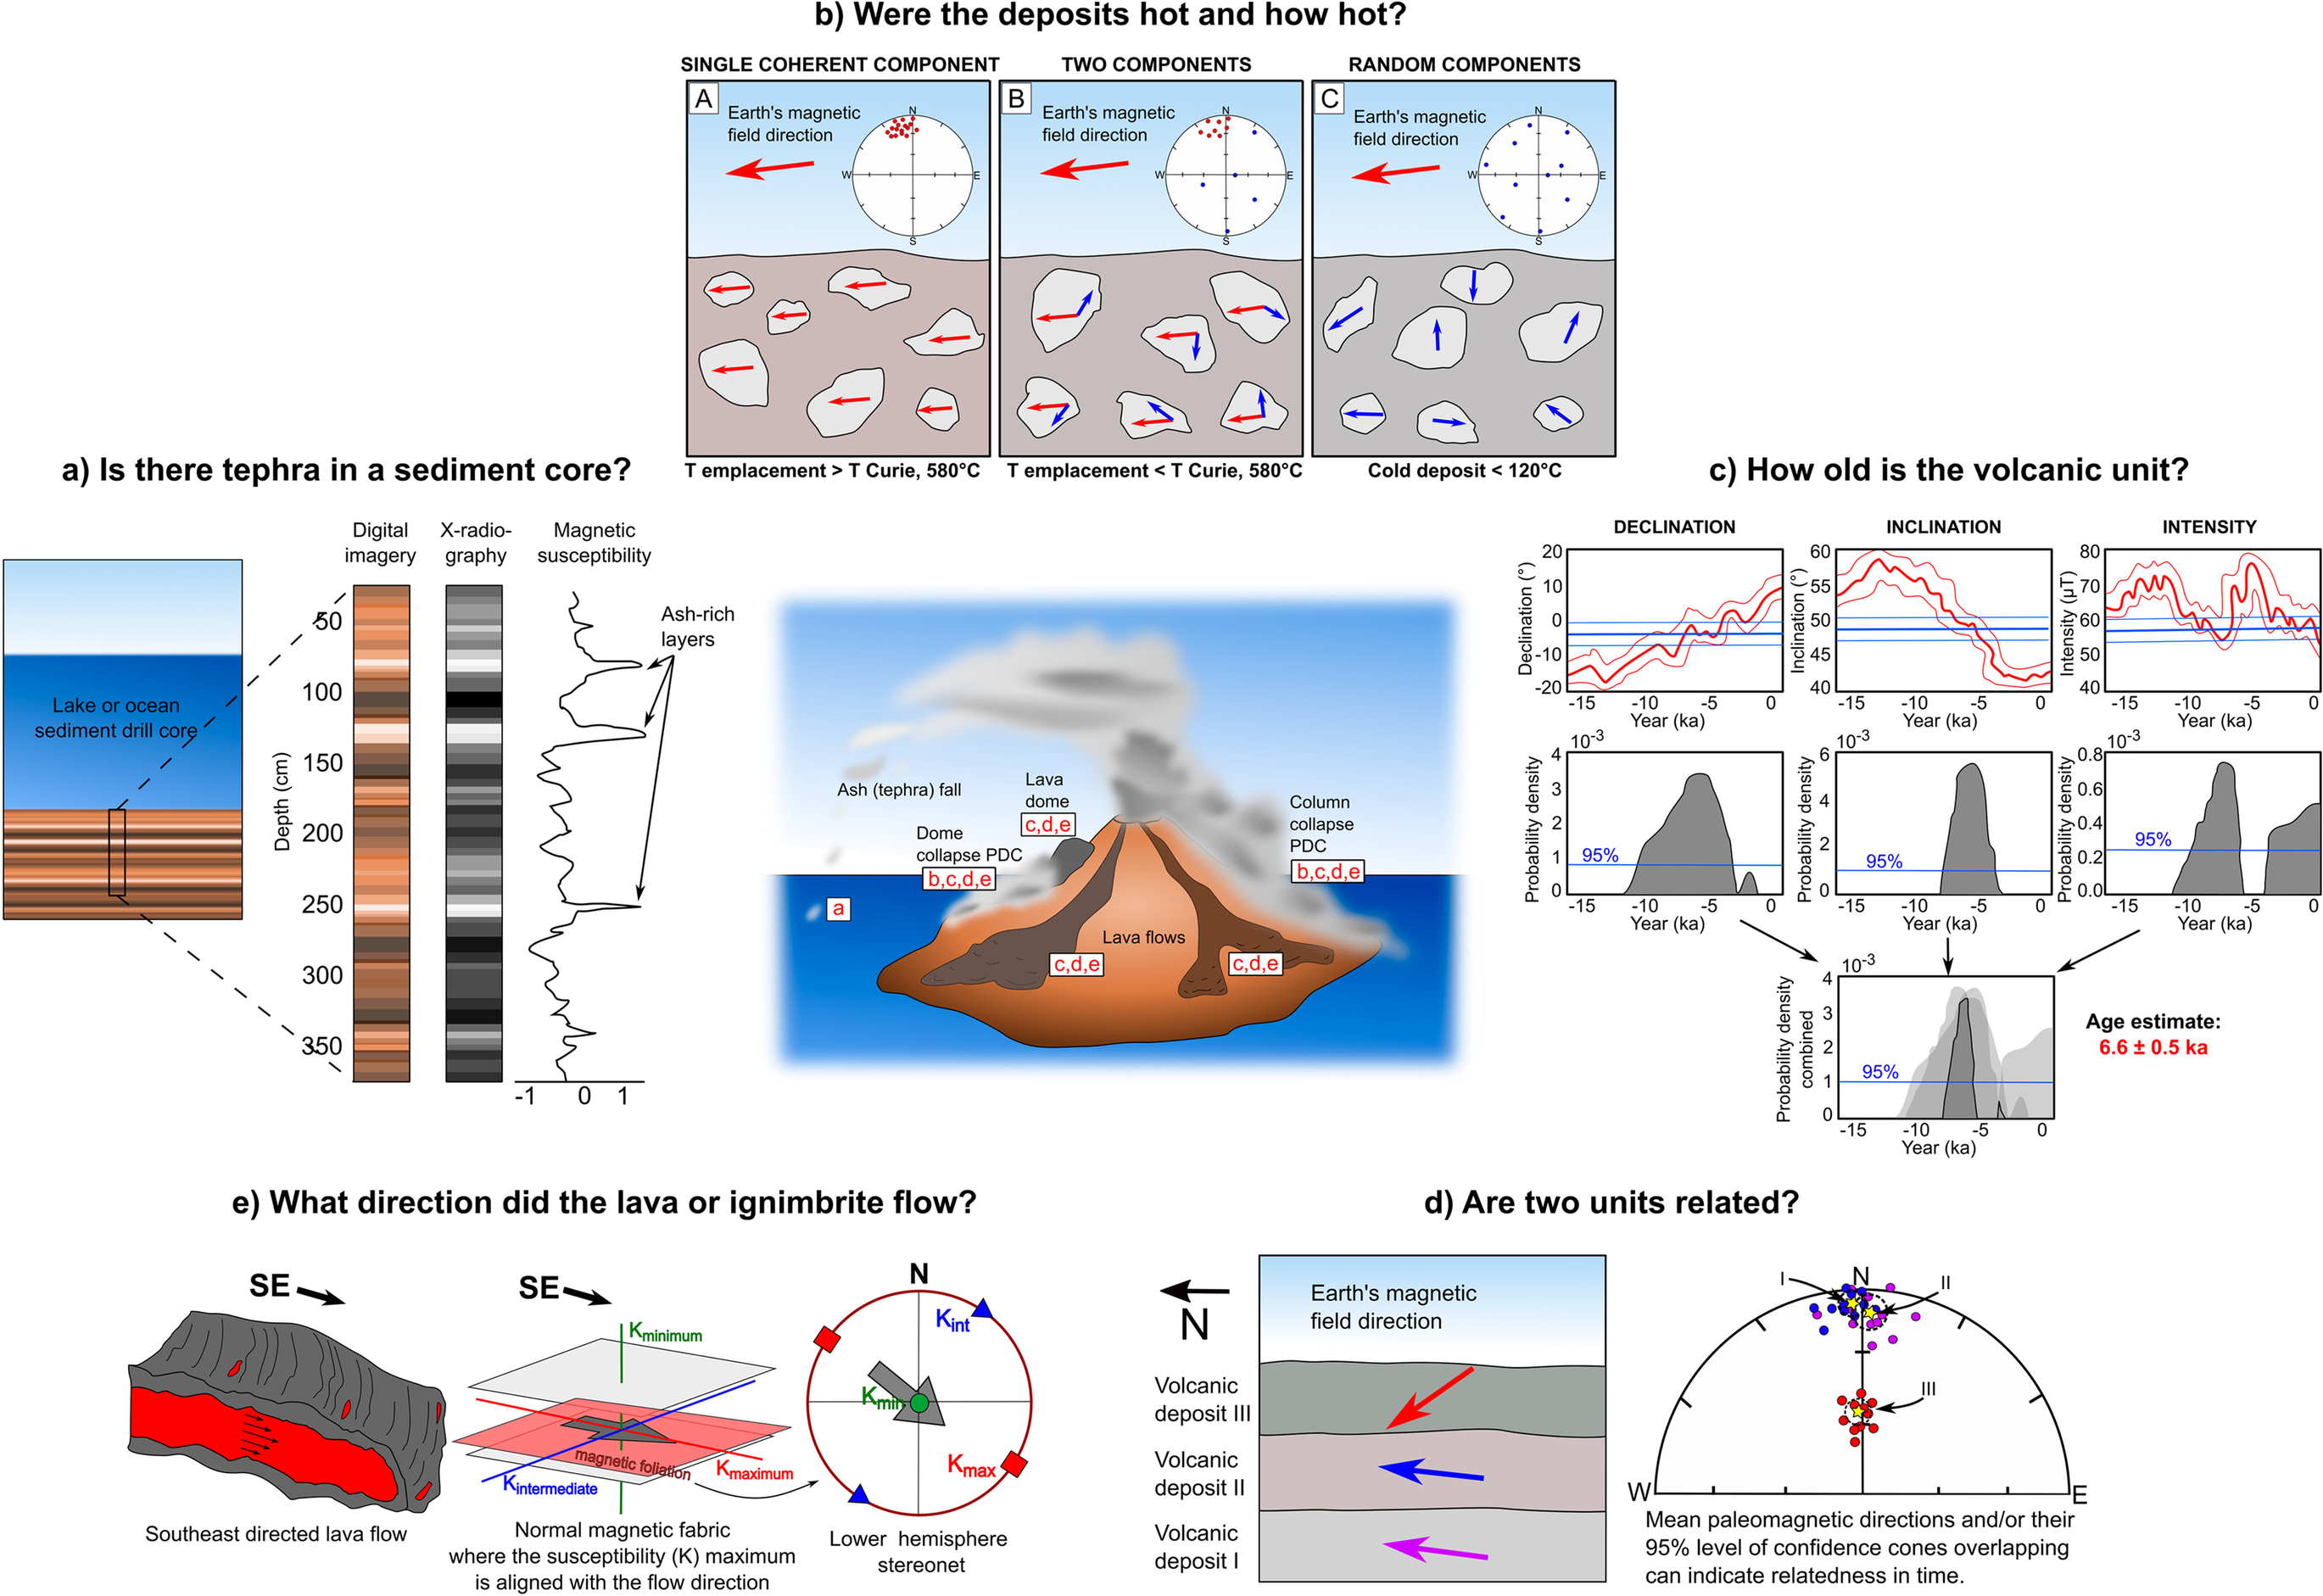 b) Were the deposits hot and how hot?
SINGLE COHERENT COMPONENT
TWO COMPONENTS
RANDOM COMPONENTS
A
Earth's magnetic
field direction
N
W
E
S
B
Earth's magnetic
field direction
N
W
E
S
C
Earth's magnetic
field direction
N
W
E
S
T emplacement > T Curie, 580°C
T emplacement < T Curie, 580°C
Cold deposit < 120°C
a) Is there tephra in a sediment core?
Digital
imagery
X-radio-
graphy
Magnetic
susceptibility
Lake or ocean
sediment drill core
Depth (cm)
50
100
150
200
250
300
350
Ash-rich
layers
-1 0 1
Ash (tephra) fall
Lava
dome
c,d,e
Dome
collapse PDC
b,c,d,e
Column
collapse
PDC
b,c,d,e
a
Lava flows
c,d,e
c,d,e
c) How old is the volcanic unit?
DECLINATION
Declination (°)
20
10
0
-10
-20
-15 -10 -5 0
Year (ka)
INCLINATION
Inclination (°)
60
55
50
45
40
-15 -10 -5 0
Year (ka)
INTENSITY
Intensity (µT)
80
70
60
50
40
-15 -10 -5 0
Year (ka)
Probability density
10-3
4
3
2
1
0
95%
-15 -10 -5 0
Year (ka)
Probability density
10-3
6
4
2
0
95%
-15 -10 -5 0
Year (ka)
Probability density
10-3
0.8
0.6
0.4
0.2
0.0
95%
-15 -10 -5 0
Year (ka)
Probability density
combined
10-3
4
3
2
1
0
95%
-15 -10 -5 0
Year (ka)
Age estimate:
6.6 ± 0.5 ka
e) What direction did the lava or ignimbrite flow?
SE
Southeast directed lava flow
SE
Kminimum
magnetic foliation
Kmaximum
Kintermediate
Normal magnetic fabric
where the susceptibility (K) maximum
is aligned with the flow direction
N
Kint
Kmin
Kmax
Lower hemisphere
stereonet
d) Are two units related?
N
Earth's magnetic
field direction
Volcanic
deposit III
Volcanic
deposit II
Volcanic
deposit I
I
N
II
III
W
E
Mean paleomagnetic directions and/or their
95% level of confidence cones overlapping
can indicate relatedness in time.